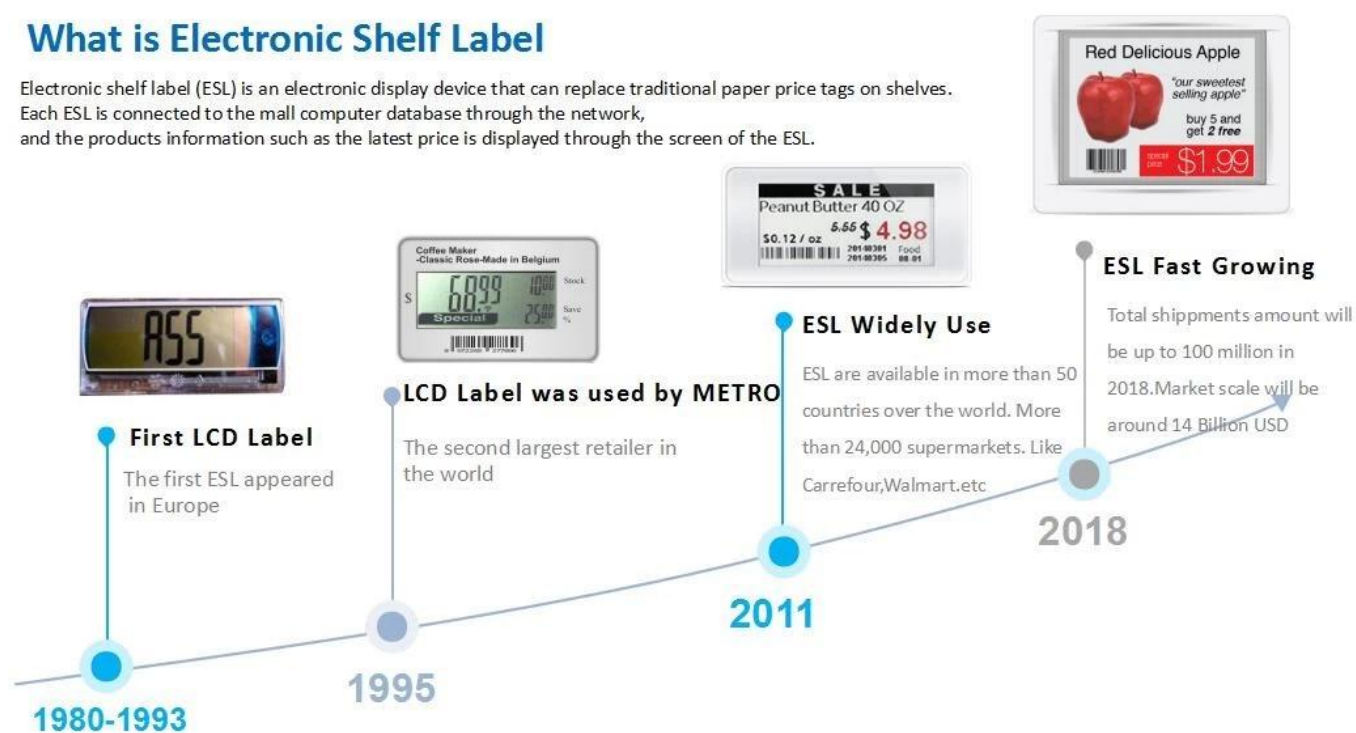 What is Electronic Shelf Label
Electronic shelf label (ESL) is an electronic display device that can replace traditional paper price tags on shelves.
Each ESL is connected to the mall computer database through the network,
and the products information such as the latest price is displayed through the screen of the ESL.
ASS
First LCD Label
The first ESL appeared
in Europe
1980-1993
Coffee Maker
-Classic Rose-Made in Belgium
$
68.99
Special
Stock
Save
25.00
%
LCD Label was used by METRO
The second largest retailer in
the world
1995
SALE
Peanut Butter 40 OZ
5.55 $ 4.98
$0.12 / oz
Food
ESL Widely Use
ESL are available in more than 50
countries over the world. More
than 24,000 supermarkets. Like
Carrefour,Walmart.etc
2011
Red Delicious Apple
"our sweetest
selling apple"
buy 5 and
get 2 free
special
price
$1.99
ESL Fast Growing
Total shippments amount will
be up to 100 million in
2018.Market scale will be
around 14 Billion USD
2018